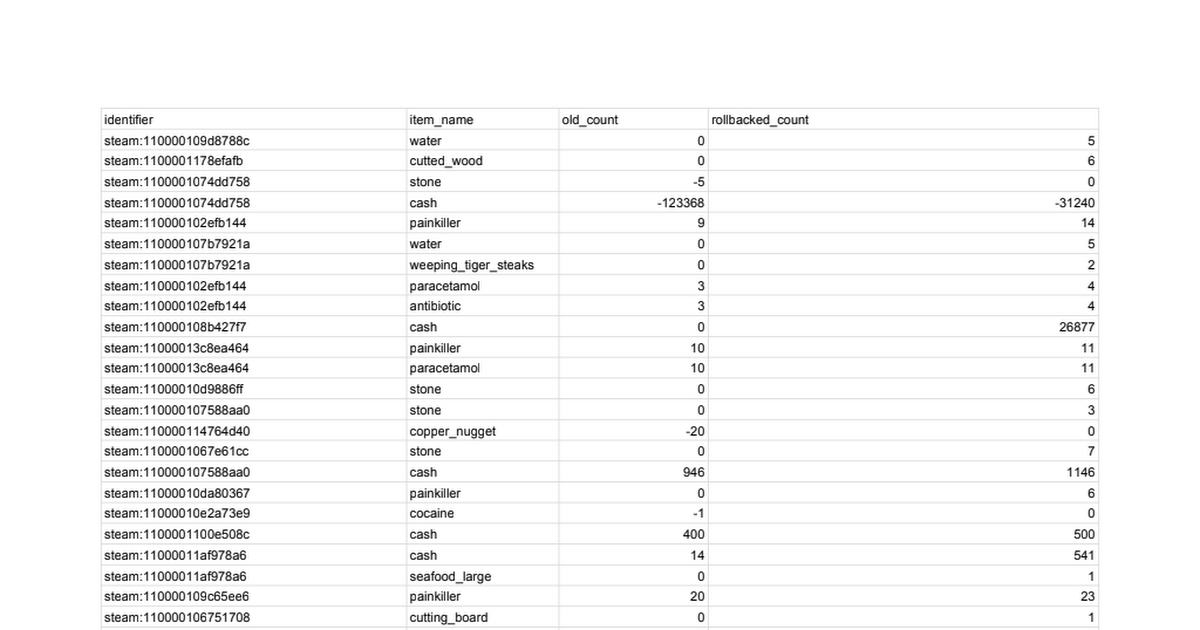 identifier item_name old_count rollbacked_count
steam:110000109d8788c water 0 5
steam:1100001178efafb cutted_wood 0 6
steam:1100001074dd758 stone -5 0
steam:1100001074dd758 cash -123368 -31240
steam:110000102efb144 painkiller 9 14
steam:110000107b7921a water 0 5
steam:110000107b7921a weeping_tiger_steaks 0 2
steam:110000102efb144 paracetamol 3 4
steam:110000102efb144 antibiotic 3 4
steam:110000108b427f7 cash 0 26877
steam:11000013c8ea464 painkiller 10 11
steam:11000013c8ea464 paracetamol 10 11
steam:11000010d9886ff stone 0 6
steam:110000107588aa0 stone 0 3
steam:110000114764d40 copper_nugget -20 0
steam:1100001067e61cc stone 0 7
steam:110000107588aa0 cash 946 1146
steam:11000010da80367 painkiller 0 6
steam:11000010e2a73e9 cocaine -1 0
steam:1100001100e508c cash 400 500
steam:11000011af978a6 cash 14 541
steam:11000011af978a6 seafood_large 0 1
steam:110000109c65ee6 painkiller 20 23
steam:110000106751708 cutting_board 0 1